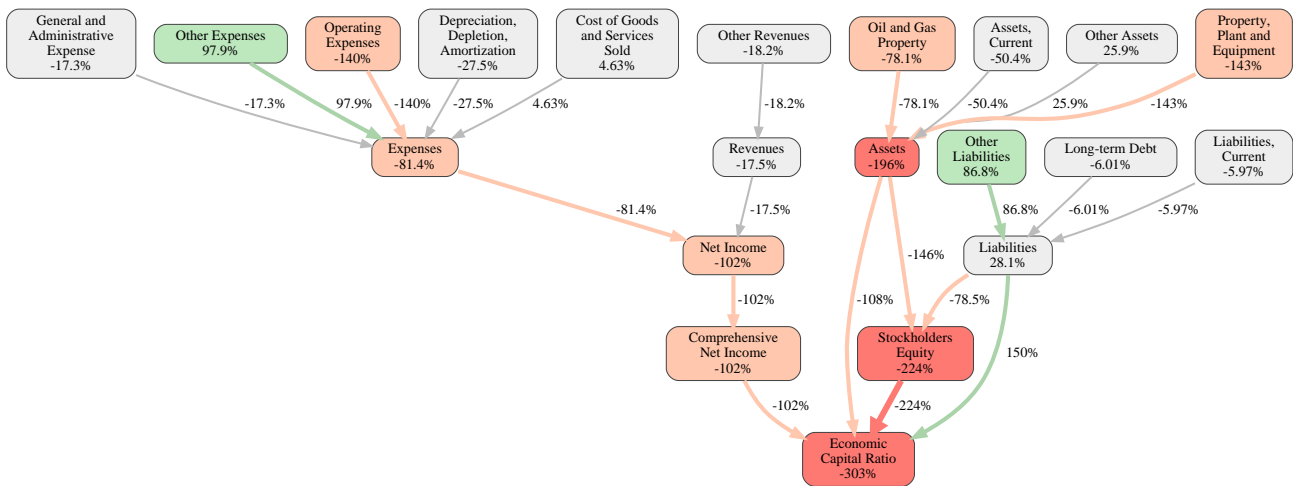 General and
Administrative
Expense
-17.3%
Other Expenses
97.9%
Operating
Expenses
-140%
Depreciation,
Depletion,
Amortization
-27.5%
Cost of Goods
and Services
Sold
4.63%
Other Revenues
-18.2%
Oil and Gas
Property
-78.1%
Assets,
Current
-50.4%
Other Assets
25.9%
Property,
Plant and
Equipment
-143%
-17.3%
97.9%
-140%
-27.5%
4.63%
-18.2%
-78.1%
-50.4%
25.9%
-143%
Expenses
-81.4%
Revenues
-17.5%
Assets
-196%
Other
Liabilities
86.8%
Long-term Debt
-6.01%
Liabilities,
Current
-5.97%
-81.4%
-17.5%
86.8%
-6.01%
-5.97%
Net Income
-102%
-146%
Liabilities
28.1%
-102%
-108%
-78.5%
Comprehensive
Net Income
-102%
Stockholders
Equity
-224%
150%
-102%
-224%
Economic
Capital Ratio
-303%